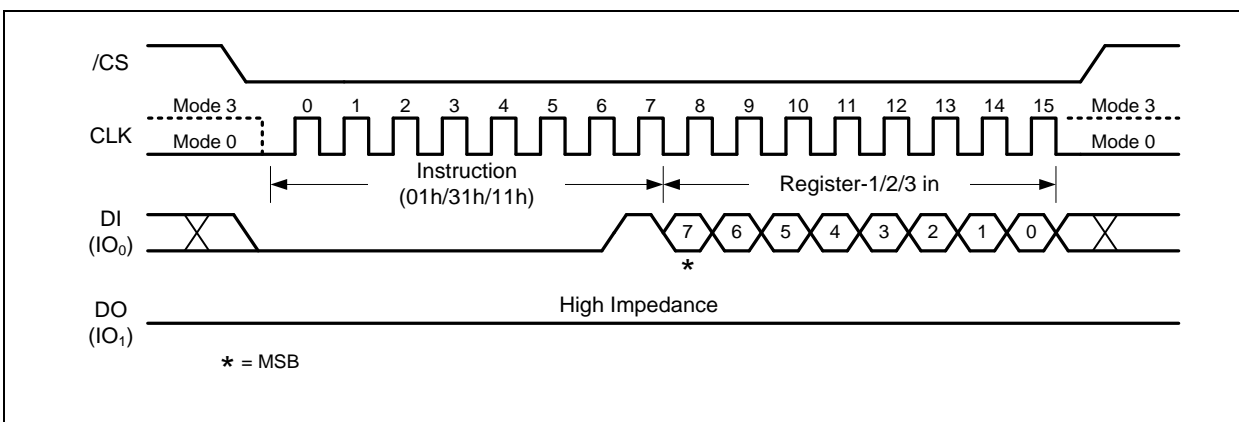 /CS
Mode 3 0 1 2 3 4 5 6 7 8 9 10 11 12 13 14 15 Mode 3
CLK
Mode 0 Mode 0
Instruction
(01h/31h/11h)
Register-1/2/3 in
DI
(IO₀)
7 6 5 4 3 2 1 0
*
High Impedance
DO
(IO₁)
* = MSB